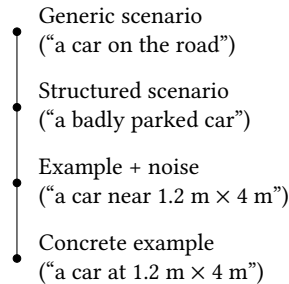 Generic scenario
(“a car on the road”)
Structured scenario
(“a badly parked car”)
Example + noise
(“a car near 1.2 m × 4 m”)
Concrete example
(“a car at 1.2 m × 4 m”)